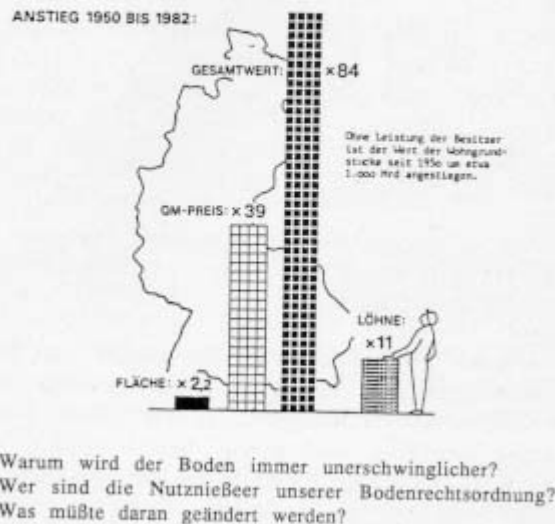 ANSTIEG 1950 BIS 1982:
GESAMTWERT: ×84
Ohne Leistung der Besitzer
ist der Wert der Wohngrund-
stücke seit 1950 um etwa
1.000 Mrd angestiegen.
QM-PREIS: ×39
LÖHNE:
×11
FLÄCHE: ×2,2
Warum wird der Boden immer unerschwinglicher?
Wer sind die Nutznießeer unserer Bodenrechtsordnung?
Was müßte daran geändert werden?